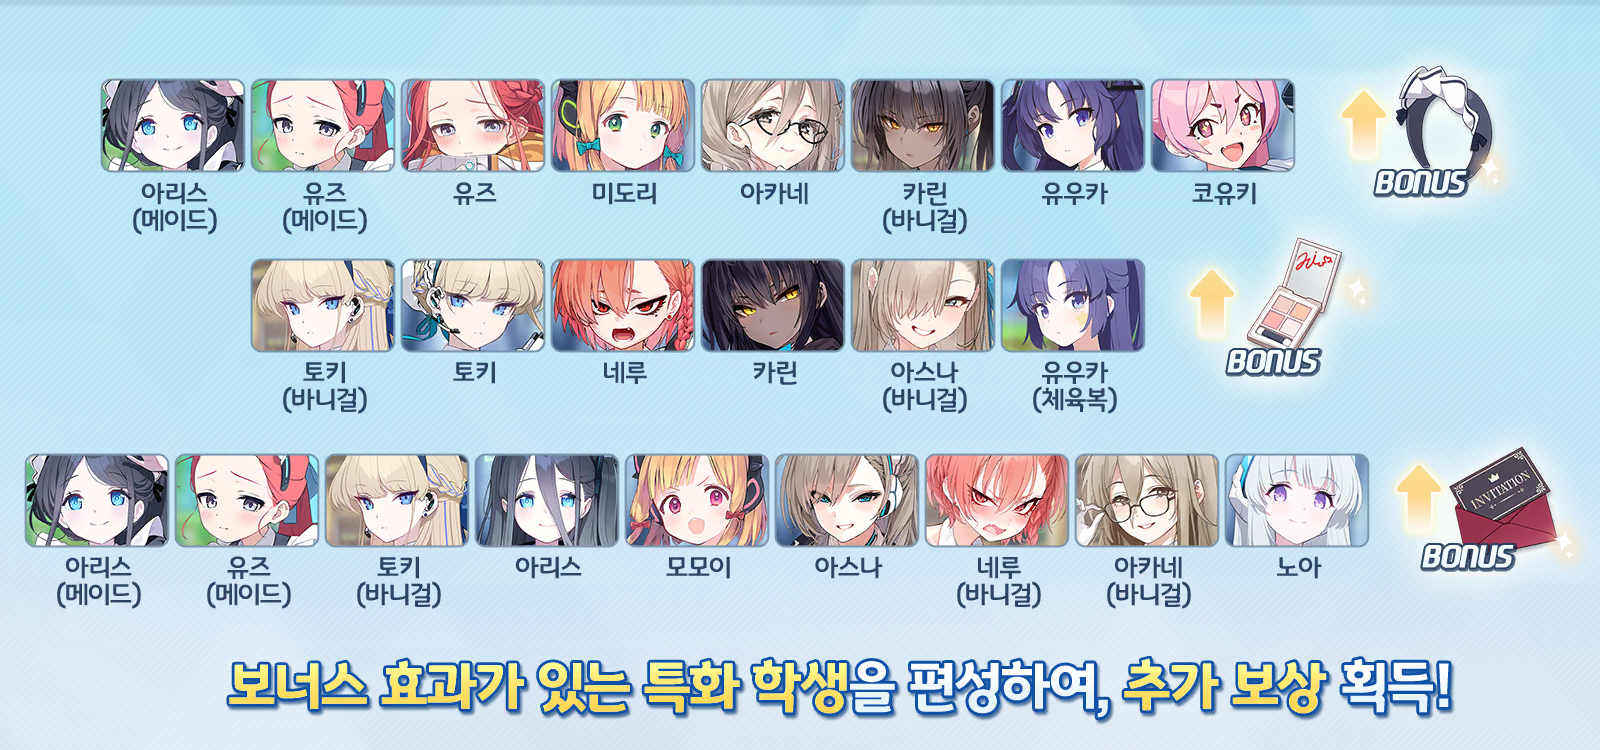 아리스 유즈 유즈 미도리 아카네 카린 유우카 코유키
(메이드) (메이드) (바니걸)
BONUS
토키 토키 네루 카린 아스나 유우카
(바니걸) (바니걸) (체육복)
BONUS
INVITATION
아리스 유즈 토키 아리스 모모이 아스나 네루 아카네 노아
(메이드) (메이드) (바니걸) (바니걸) (바니걸)
BONUS
보너스 효과가 있는 특화 학생을 편성하여, 추가 보상 획득!